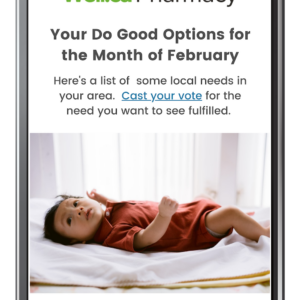 Pharmacy
Your Do Good Options for
the Month of February
Here's a list of some local needs in
your area. Cast your vote for the
need you want to see fulfilled.